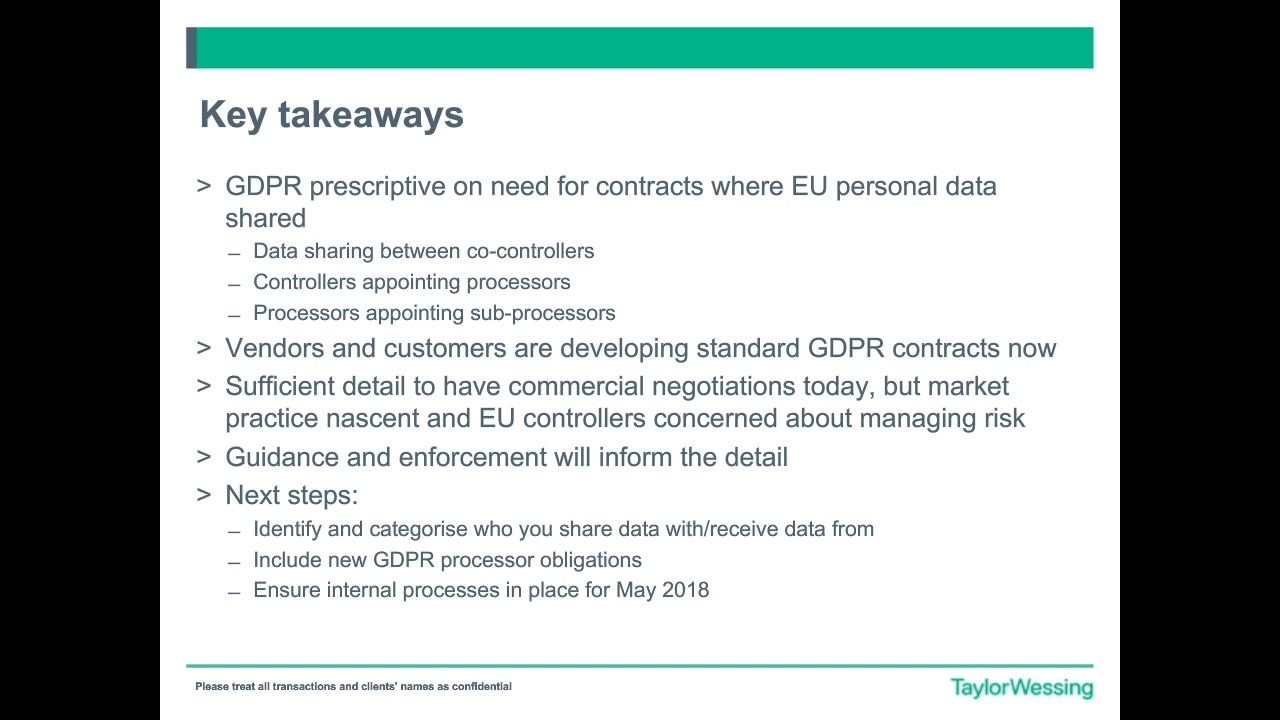 Key takeaways
> GDPR prescriptive on need for contracts where EU personal data
shared
– Data sharing between co-controllers
– Controllers appointing processors
– Processors appointing sub-processors
> Vendors and customers are developing standard GDPR contracts now
> Sufficient detail to have commercial negotiations today, but market
practice nascent and EU controllers concerned about managing risk
> Guidance and enforcement will inform the detail
> Next steps:
– Identify and categorise who you share data with/receive data from
– Include new GDPR processor obligations
– Ensure internal processes in place for May 2018
Please treat all transactions and clients' names as confidential
TaylorWessing